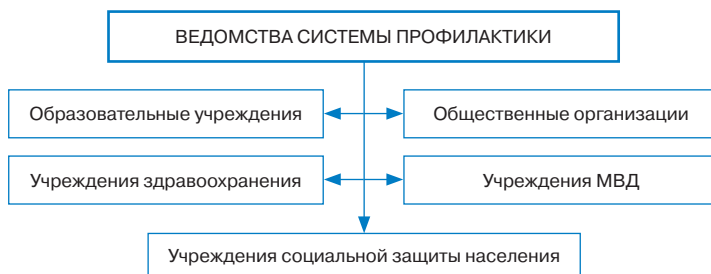 ВЕДОМСТВА СИСТЕМЫ ПРОФИЛАКТИКИ
Образовательные учреждения
Общественные организации
Учреждения здравоохранения
Учреждения МВД
Учреждения социальной защиты населения